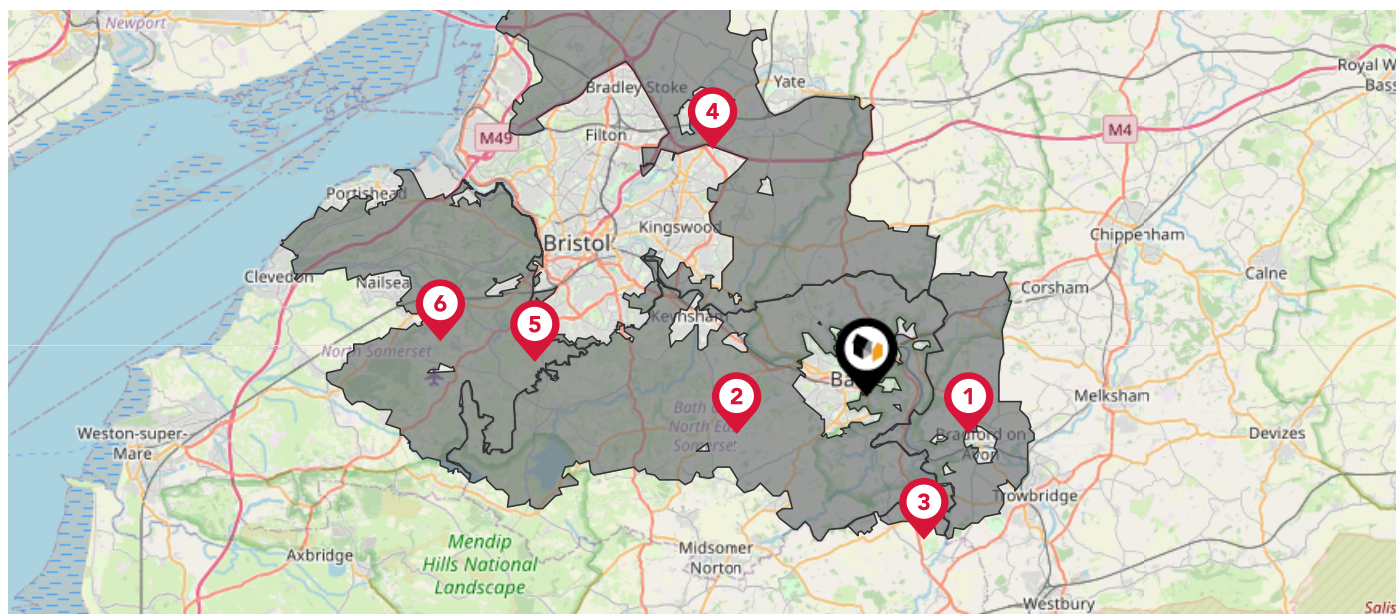 Newport
Bradley Stoke
Yate
Royal W
Bass
4
M49
Filton
M4
Portishead
Kingswood
Bristol
Chippenham
Clevedon
Nailsea
Calne
Corsham
6
5
Keynsham
North Somerset
Ba
2
1
Melksham
Bath
North Ea
Somerset
Weston-super-
Mare
Bradford on
Avon
Devizes
3
Trowbridge
Axbridge
Mendip
Hills National
Landscape
Midsomer
Norton
Westbury
Salis